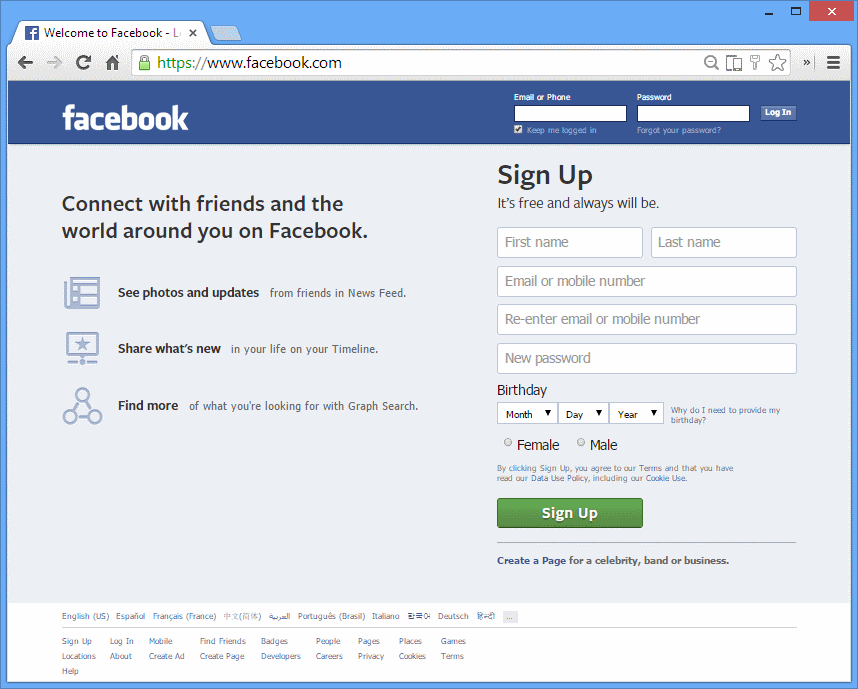 Welcome to Facebook - L
https://www.facebook.com
facebook
Email or Phone
Password
Log In
Keep me logged in
Forgot your password?
Connect with friends and the
world around you on Facebook.
See photos and updates from friends in News Feed.
Share what's new in your life on your Timeline.
Find more of what you're looking for with Graph Search.
Sign Up
It's free and always will be.
First name
Last name
Email or mobile number
Re-enter email or mobile number
New password
Birthday
Month
Day
Year
Why do I need to provide my
birthday?
Female
Male
By clicking Sign Up, you agree to our Terms and that you have
read our Data Use Policy, including our Cookie Use.
Sign Up
Create a Page for a celebrity, band or business.
English (US) Español Français (France) 中文(简体) العربية Português (Brasil) Italiano 한국어 Deutsch हिन्दी ...
Sign Up Log In Mobile Find Friends Badges People Pages Places Games
Locations About Create Ad Create Page Developers Careers Privacy Cookies Terms
Help